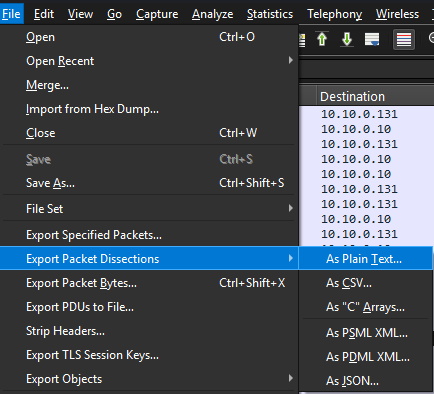 File Edit View Go Capture Analyze Statistics Telephony Wireless
Open Ctrl+O
Open Recent
Merge...
Import from Hex Dump...
Close Ctrl+W
Save Ctrl+S
Save As... Ctrl+Shift+S
File Set
Export Specified Packets...
Export Packet Dissections
Export Packet Bytes... Ctrl+Shift+X
Export PDUs to File...
Strip Headers...
Export TLS Session Keys...
Export Objects
Destination
10.10.0.131
10.10.0.10
10.10.0.131
10.10.0.10
10.10.0.10
10.10.0.131
10.10.0.131
10.10.0.10
10.10.0.131
As Plain Text...
As CSV...
As "C" Arrays...
As PSML XML...
As PDML XML...
As JSON...